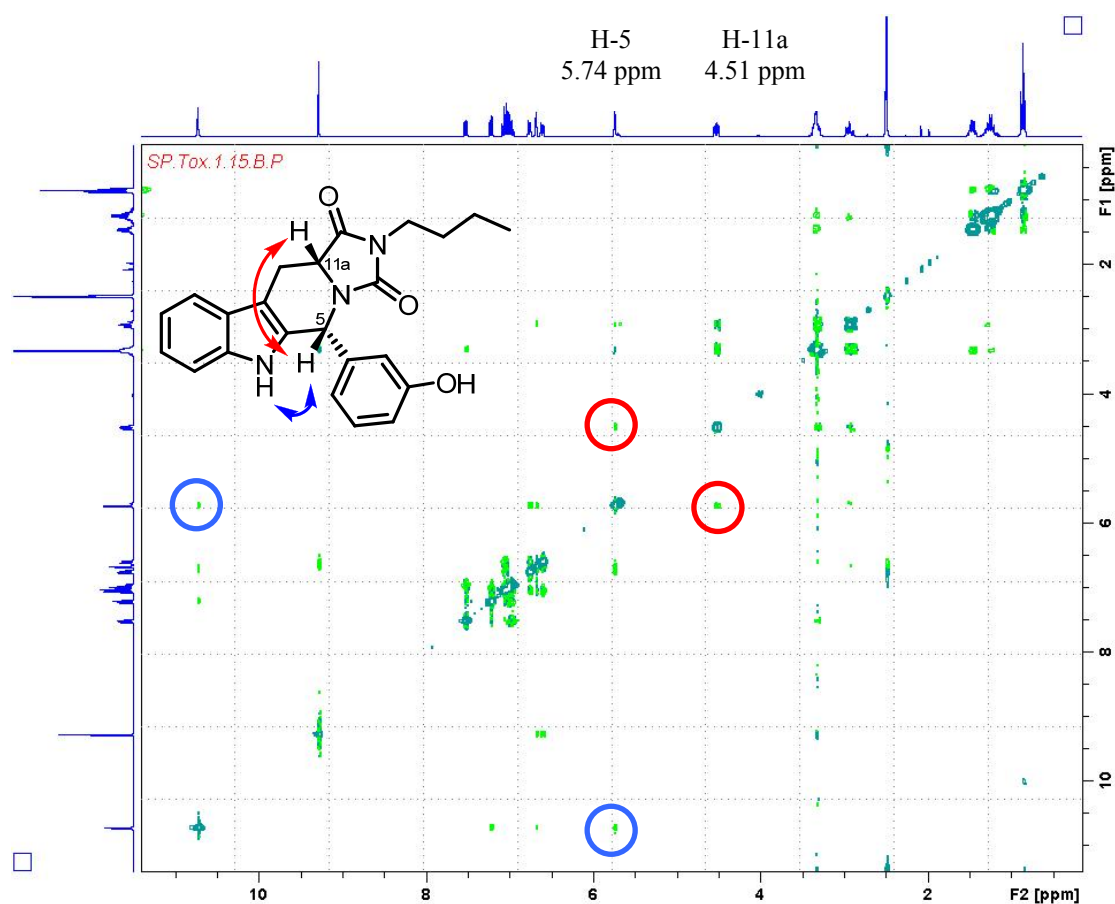 H-5
5.74 ppm
H-11a
4.51 ppm
SP.Tox.1.15.B.P
F1 [ppm]
O
H
N
11a
N
O
5
H
N
H
OH
2
4
6
8
10
10
8
6
4
2
F2 [ppm]